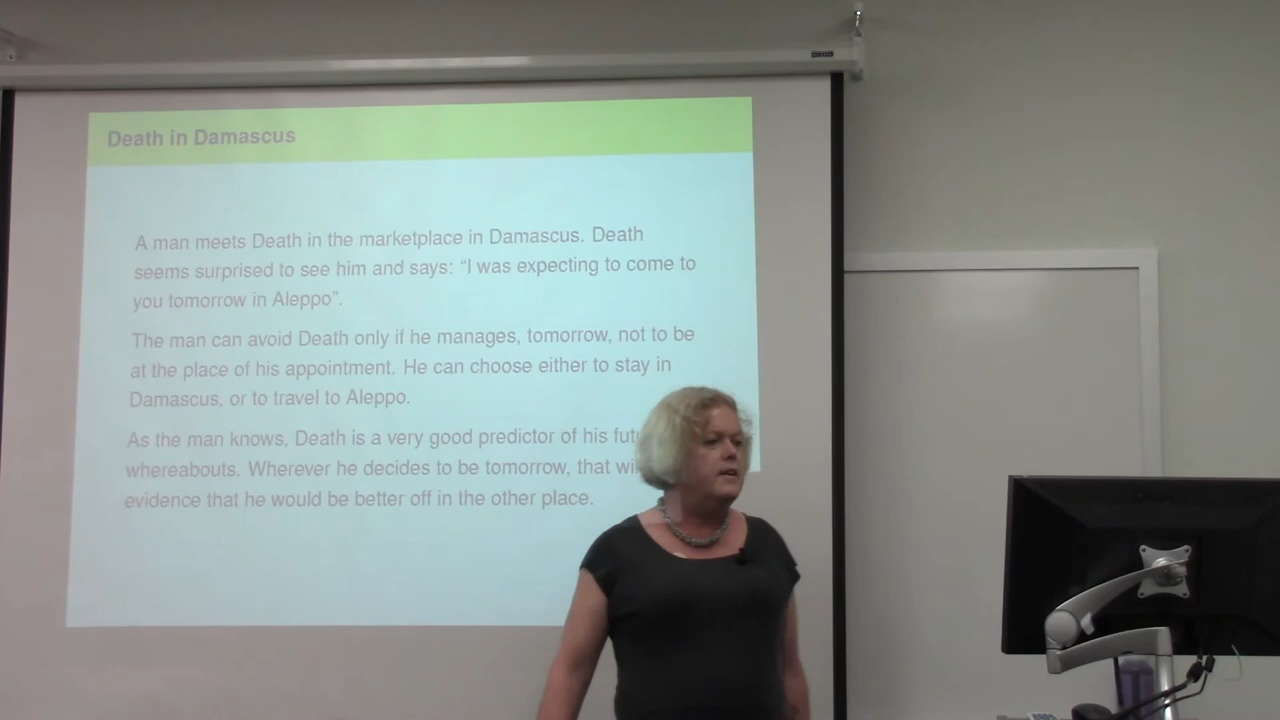 Death in Damascus
A man meets Death in the marketplace in Damascus. Death
seems surprised to see him and says: “I was expecting to come to
you tomorrow in Aleppo”.
The man can avoid Death only if he manages, tomorrow, not to be
at the place of his appointment. He can choose either to stay in
Damascus, or to travel to Aleppo.
As the man knows, Death is a very good predictor of his
whereabouts. Wherever he decides to be tomorrow, that
evidence that he would be better off in the other place.